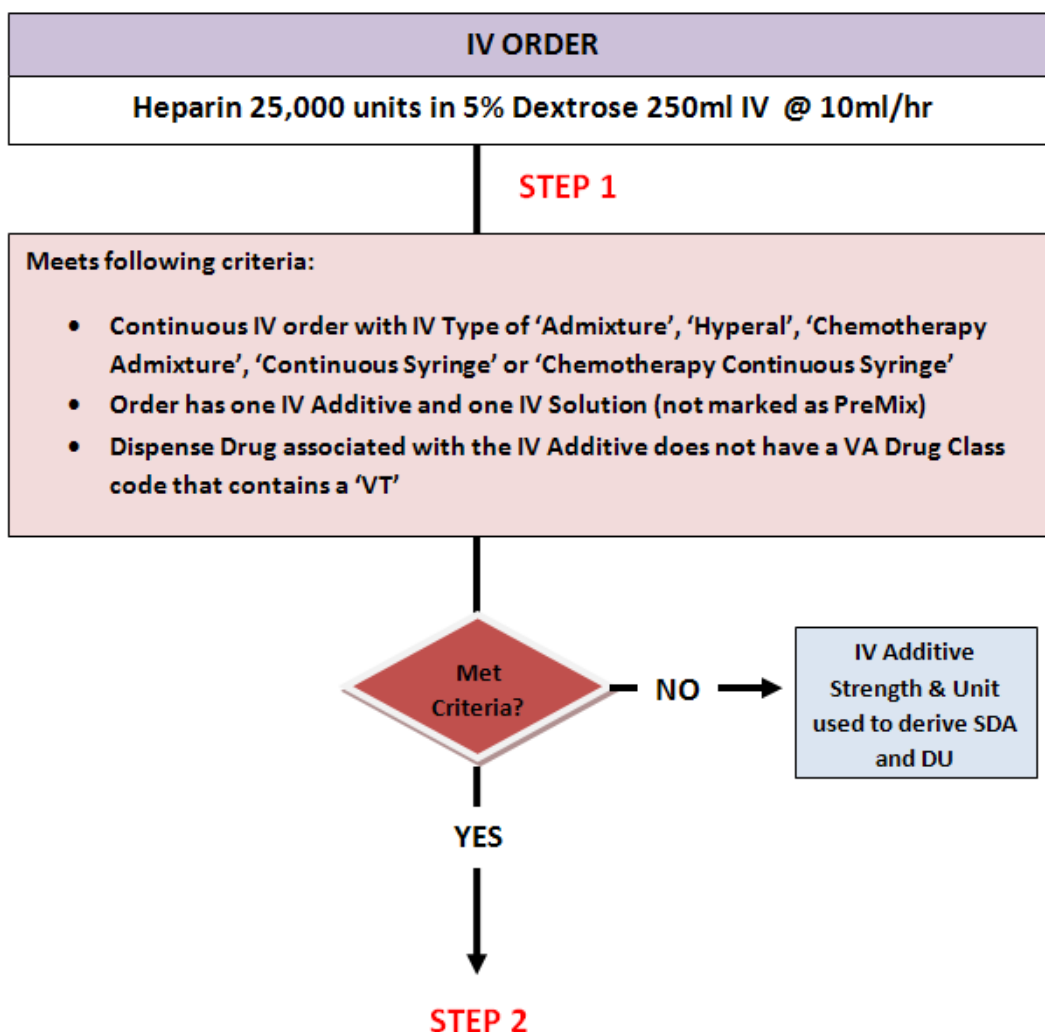 IV ORDER
Heparin 25,000 units in 5% Dextrose 250ml IV @ 10ml/hr
STEP 1
Meets following criteria:
• Continuous IV order with IV Type of ‘Admixture’, ‘Hyperal’, ‘Chemotherapy
Admixture’, ‘Continuous Syringe’ or ‘Chemotherapy Continuous Syringe’
• Order has one IV Additive and one IV Solution (not marked as PreMix)
• Dispense Drug associated with the IV Additive does not have a VA Drug Class
code that contains a ‘VT’
Met
Criteria?
NO
IV Additive
Strength & Unit
used to derive SDA
and DU
YES
STEP 2